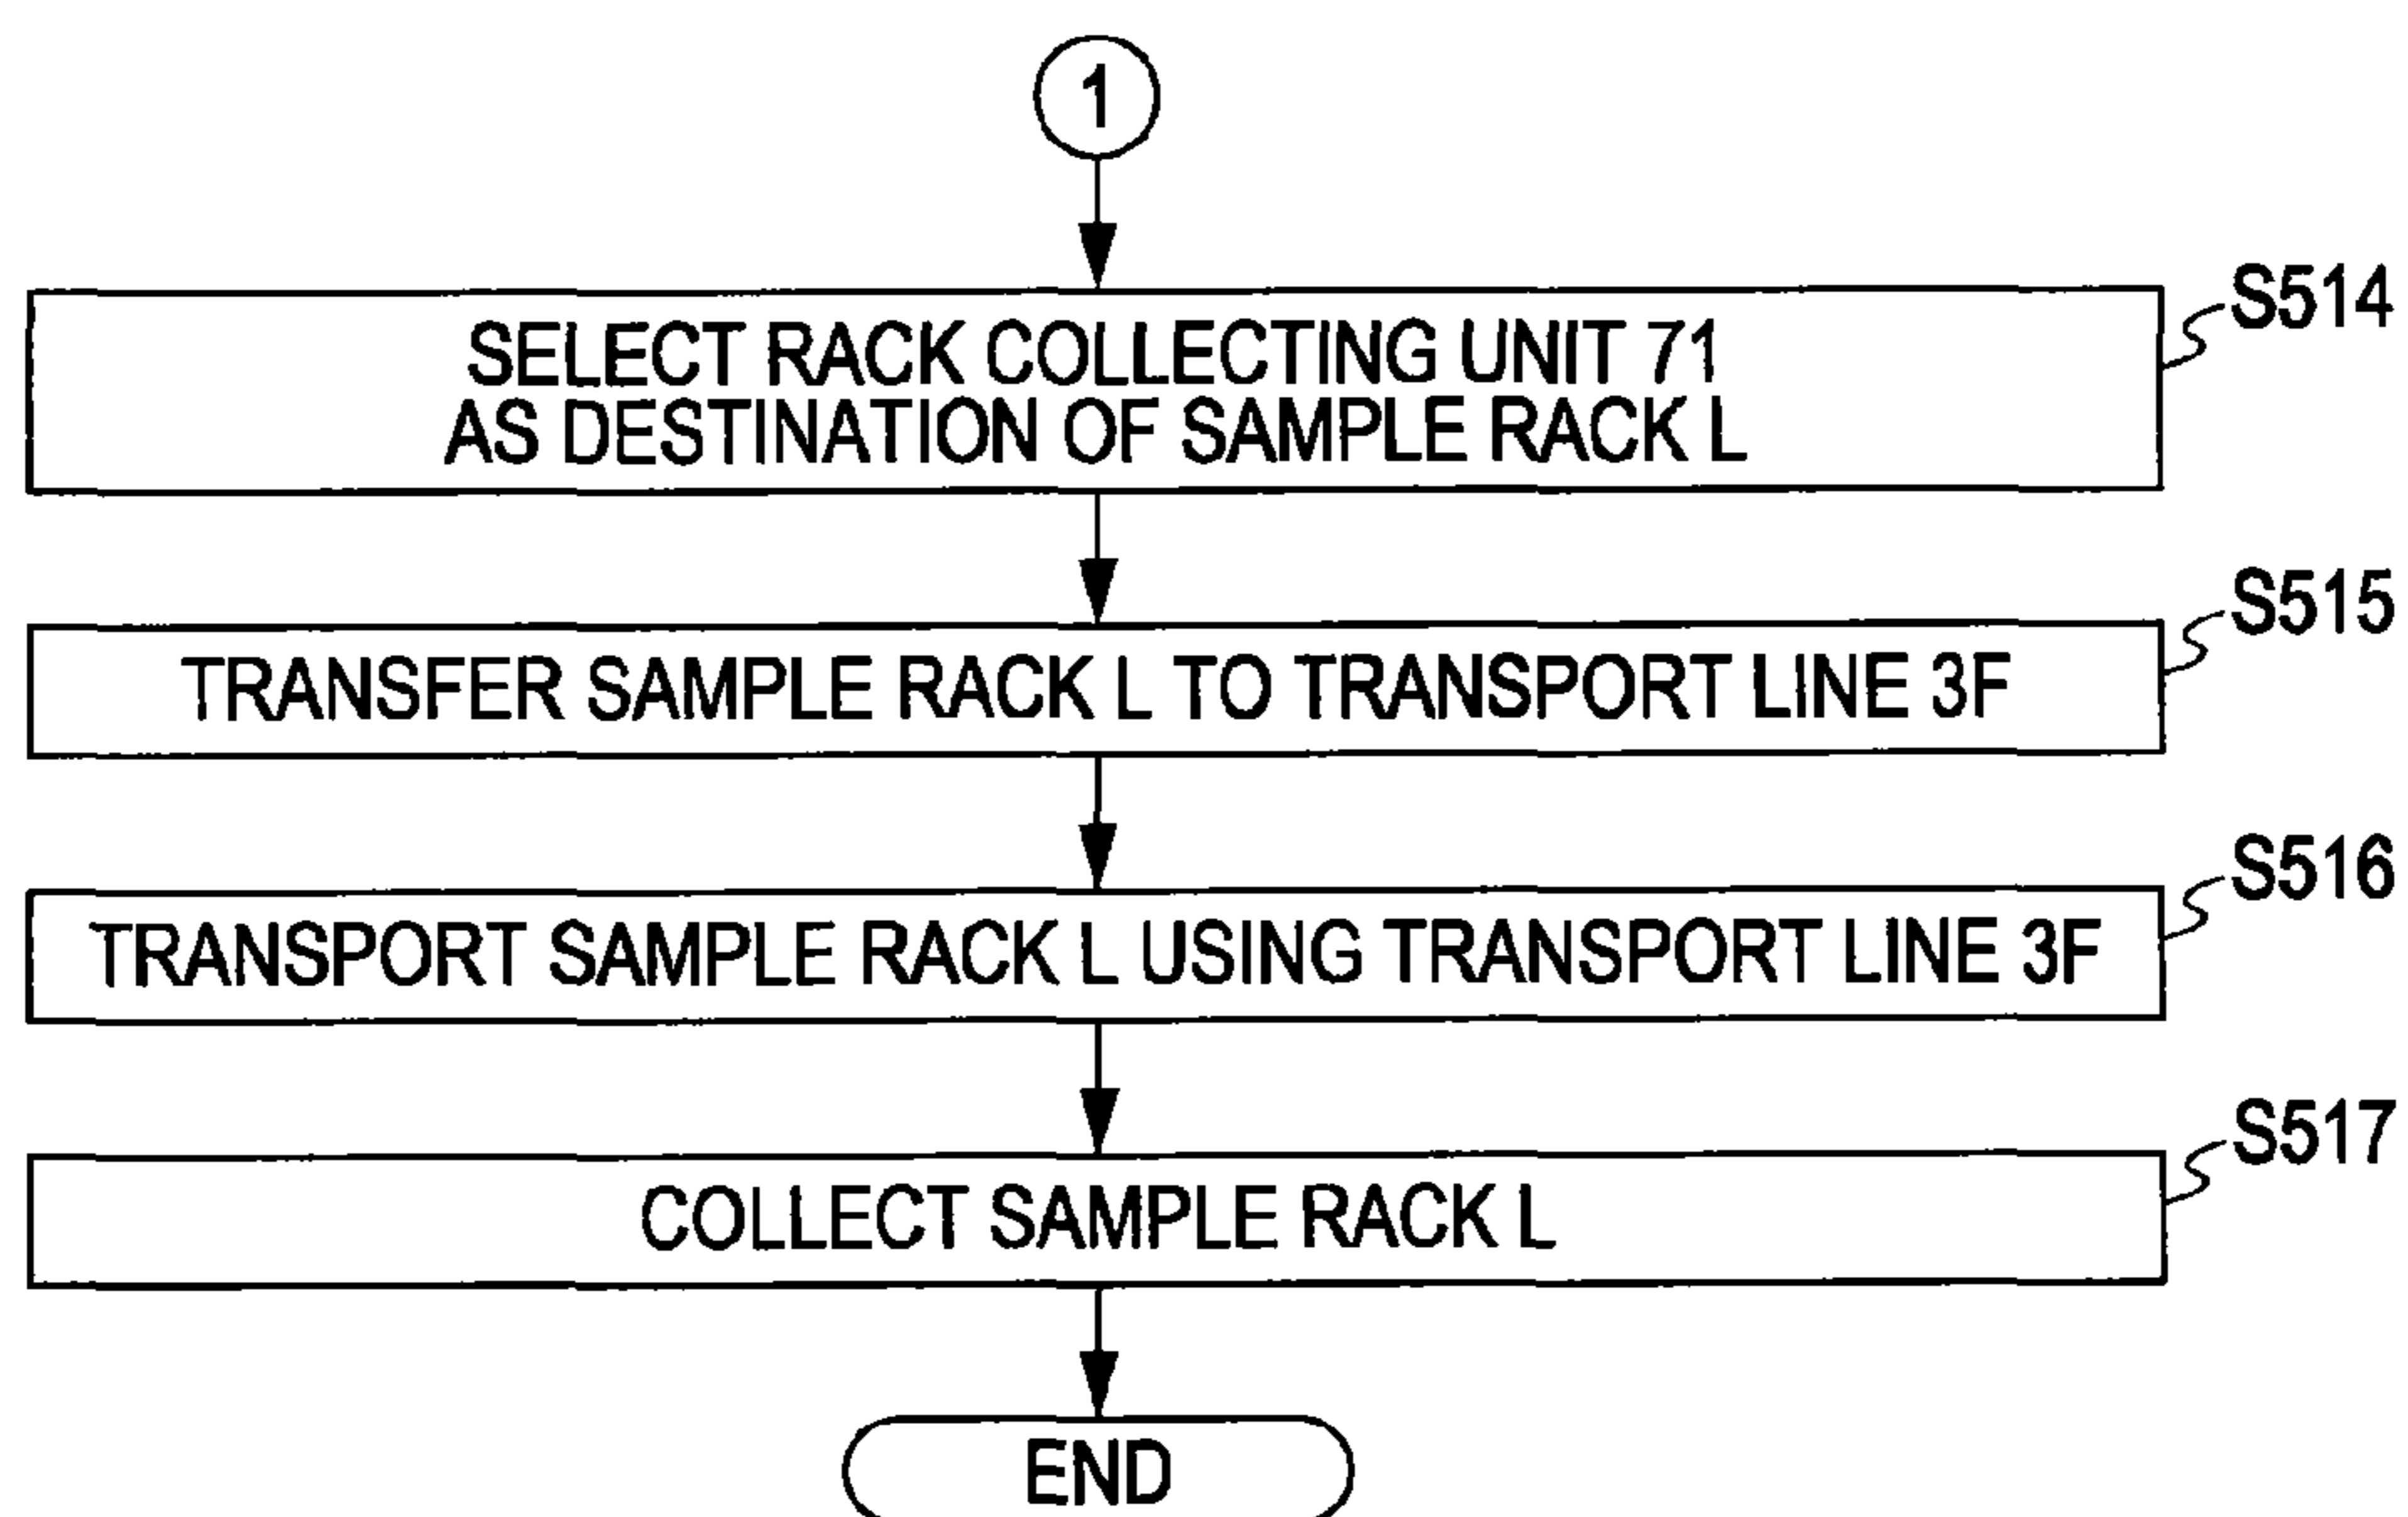 1
S514
SELECT RACK COLLECTING UNIT 71
AS DESTINATION OF SAMPLE RACK L
S515
TRANSFER SAMPLE RACK L TO TRANSPORT LINE 3F
S516
TRANSPORT SAMPLE RACK L USING TRANSPORT LINE 3F
S517
COLLECT SAMPLE RACK L
END